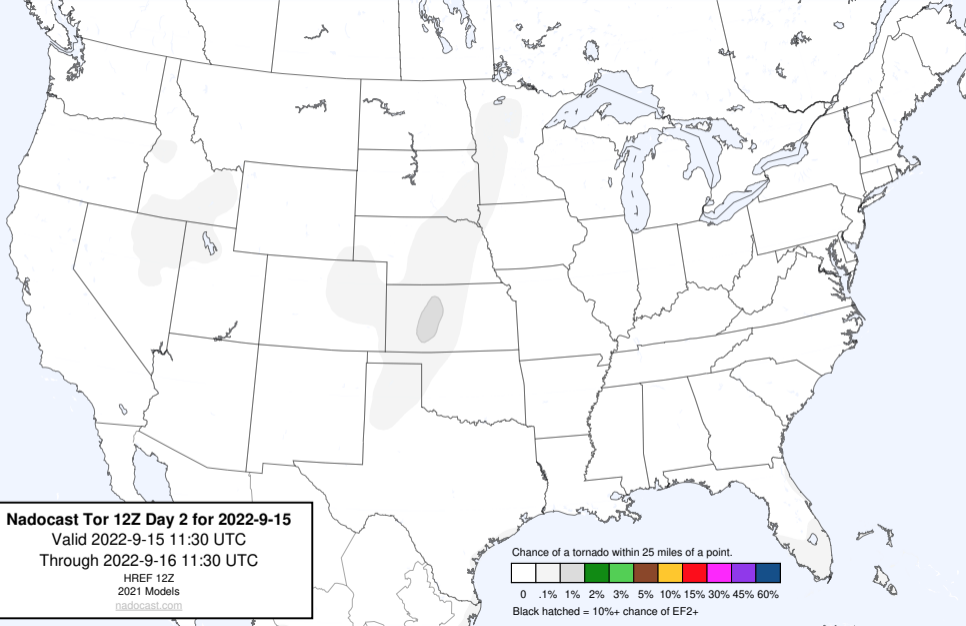 Nadocast Tor 12Z Day 2 for 2022-9-15
Valid 2022-9-15 11:30 UTC
Through 2022-9-16 11:30 UTC
HREF 12Z
2021 Models
nadocast.com
Chance of a tornado within 25 miles of a point.
0 .1% 1% 2% 3% 5% 10% 15% 30% 45% 60%
Black hatched = 10%+ chance of EF2+